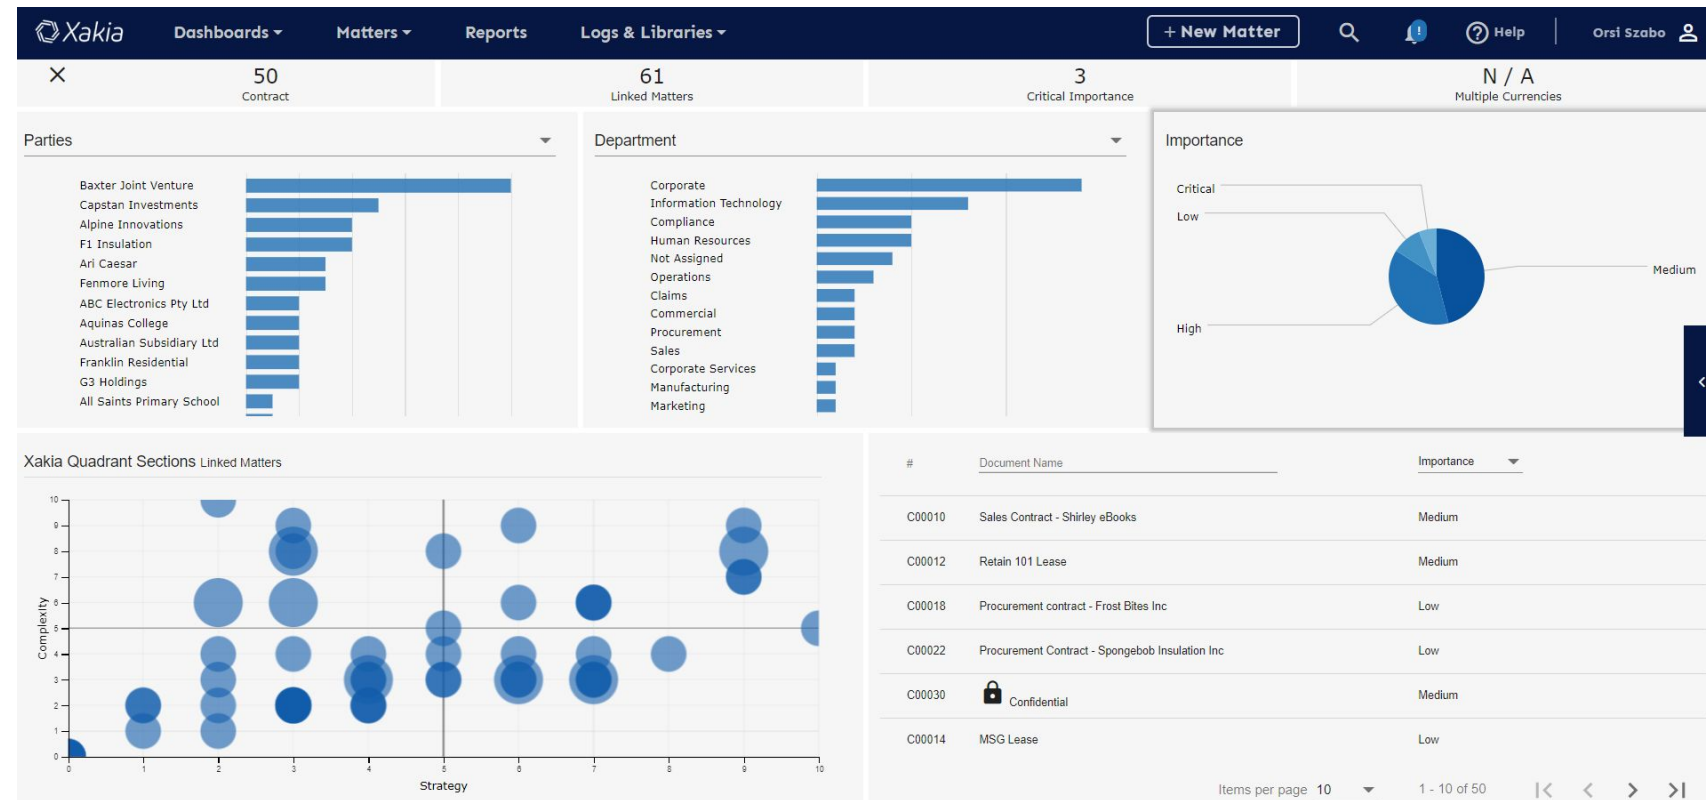 Xakia Dashboards Matters Reports Logs & Libraries + New Matter Help Orsi Szabo
50 61 3 N / A
Contract Linked Matters Critical Importance Multiple Currencies
Parties
Baxter Joint Venture
Capstan Investments
Alpine Innovations
F1 Insulation
Ari Caesar
Fenmore Living
ABC Electronics Pty Ltd
Aquinas College
Australian Subsidiary Ltd
Franklin Residential
G3 Holdings
All Saints Primary School
Department
Corporate
Information Technology
Compliance
Human Resources
Not Assigned
Operations
Claims
Commercial
Procurement
Sales
Corporate Services
Manufacturing
Marketing
Importance
Critical
Low
Medium
High
Xakia Quadrant Sections Linked Matters
10
9
8
7
6
5
4
3
2
1
0
Complexity
0 1 2 3 4 5 6 7 8 9 10
Strategy
# Document Name Importance
C00010 Sales Contract - Shirley eBooks Medium
C00012 Retain 101 Lease Medium
C00018 Procurement contract - Frost Bites Inc Low
C00022 Procurement Contract - Spongebob Insulation Inc Low
C00030 Confidential Medium
C00014 MSG Lease Low
Items per page 10 1 - 10 of 50